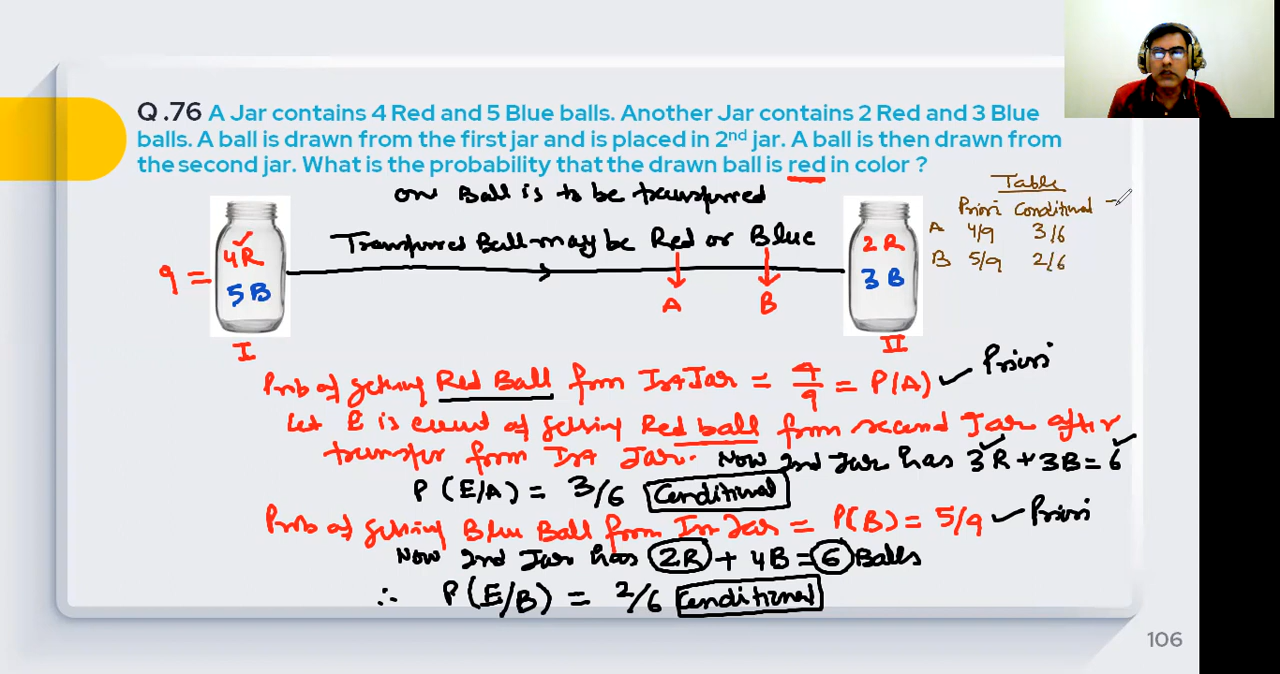 Q.76 A Jar contains 4 Red and 5 Blue balls. Another Jar contains 2 Red and 3 Blue
balls. A ball is drawn from the first jar and is placed in 2nd jar. A ball is then drawn from
the second jar. What is the probability that the drawn ball is red in color ?
one Ball is to be transferred
Table
Priori Conditional
A 4/9 3/6
B 5/9 2/6
Transferred Ball may be Red or Blue
9 = 4R
5B
A B
2R
3B
I
II
Prob of getting Red Ball from Ist Jar = 4/9 = P(A) ✓ Priori
Let E is event of getting Red ball from second Jar after
transfer from Ist Jar. Now 2nd Jar has 3R + 3B = 6
P(E/A) = 3/6 Conditional
Prob of getting Blue Ball from Ist Jar = P(B) = 5/9 ✓ Priori
Now 2nd Jar has 2R + 4B = 6 Balls
∴ P(E/B) = 2/6 Conditional
106